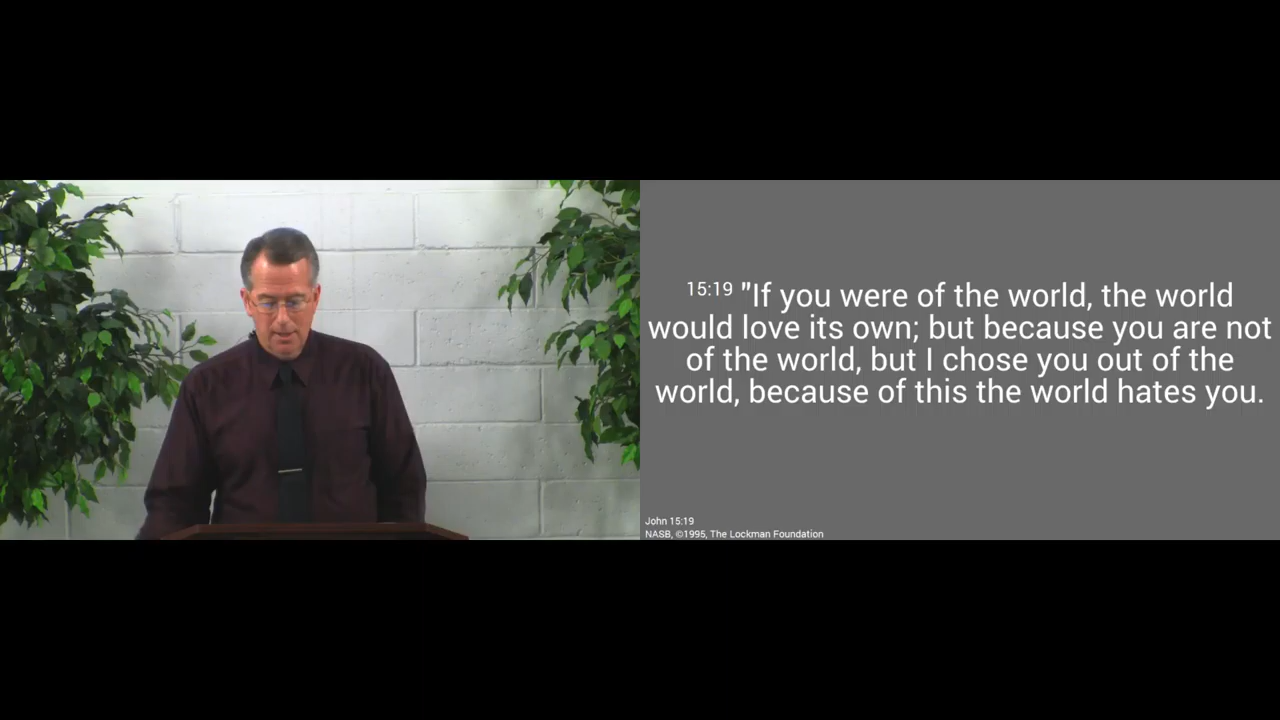 15:19 "If you were of the world, the world
would love its own; but because you are not
of the world, but I chose you out of the
world, because of this the world hates you.
John 15:19
NASB, ©1995, The Lockman Foundation